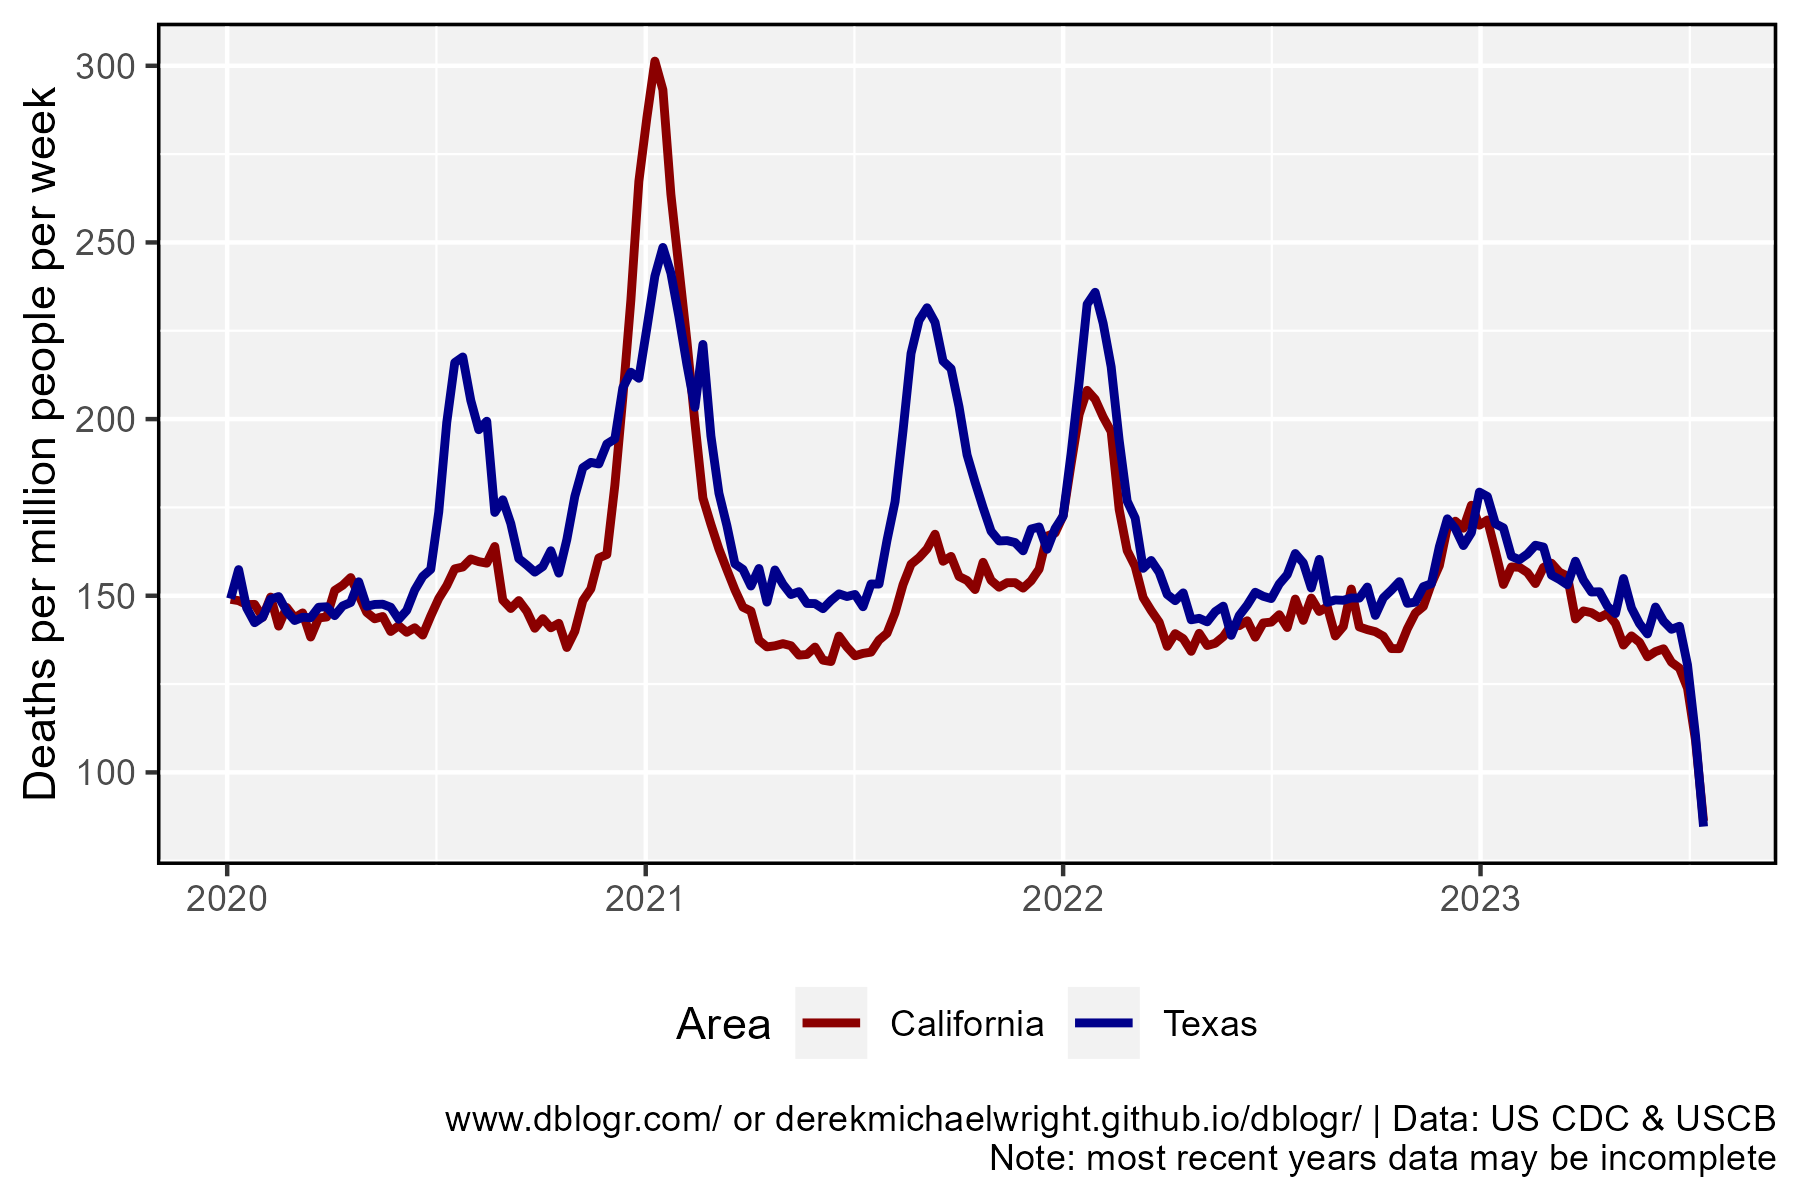 Deaths per million people per week
300
250
200
150
100
2020
2021
2022
2023
Area
California
Texas
www.dblogr.com/ or derekmichaelwright.github.io/dblogr/ | Data: US CDC & USCB
Note: most recent years data may be incomplete